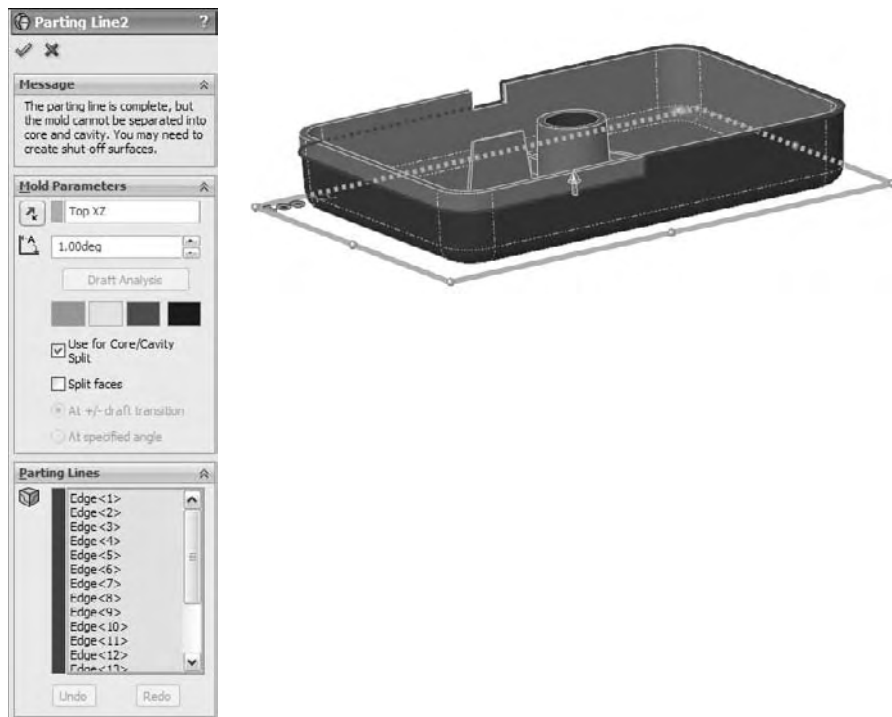 Parting Line2 ?
Message
The parting line is complete, but
the mold cannot be separated into
core and cavity. You may need to
create shut-off surfaces.
Mold Parameters
Top XZ
A
1.00deg
Draft Analysis
Use for Core/Cavity
Split
Split faces
At +/- draft transition
At specified angle
Parting Lines
Edge<1>
Edge<2>
Edge<3>
Edge<4>
Edge<5>
Edge<6>
Edge<7>
Edge<8>
Edge<9>
Edge<10>
Edge<11>
Edge<12>
Edge<13>
Undo Redo